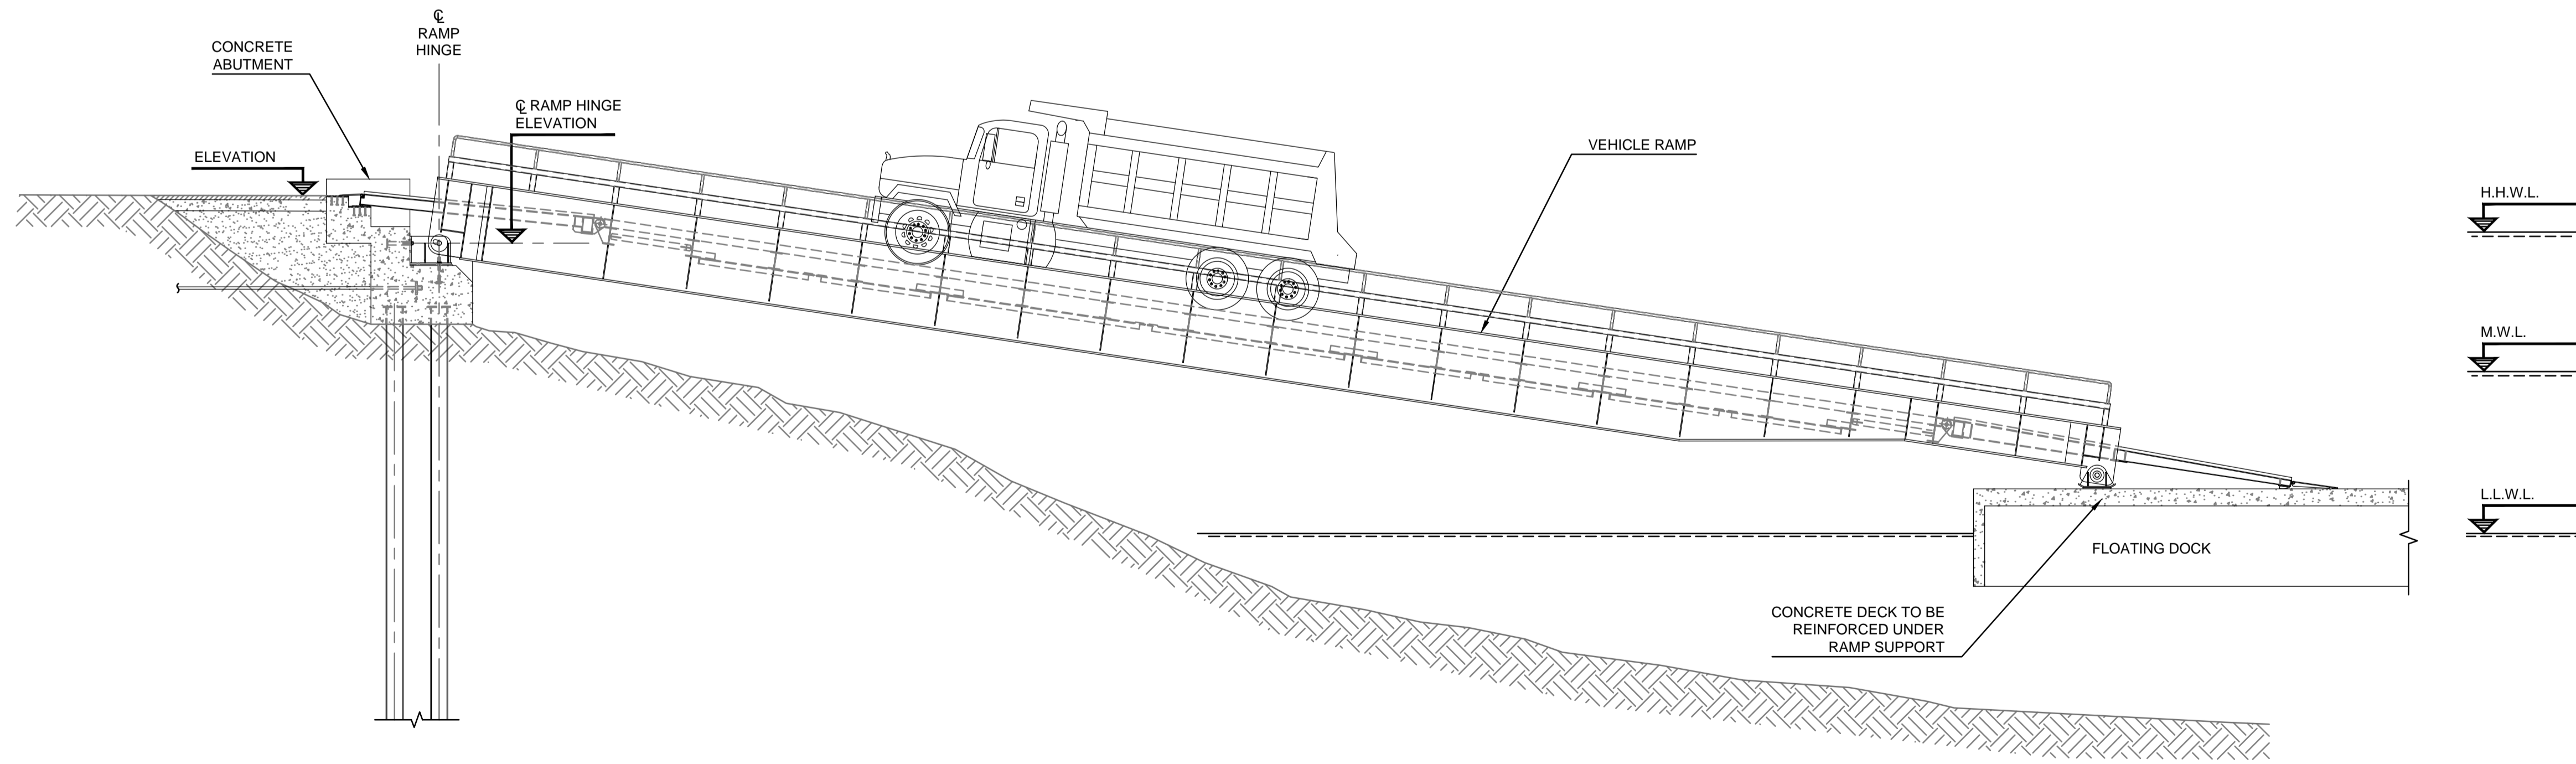 ℄
RAMP
HINGE
CONCRETE
ABUTMENT
℄ RAMP HINGE
ELEVATION
ELEVATION
VEHICLE RAMP
H.H.W.L.
M.W.L.
L.L.W.L.
FLOATING DOCK
CONCRETE DECK TO BE
REINFORCED UNDER
RAMP SUPPORT